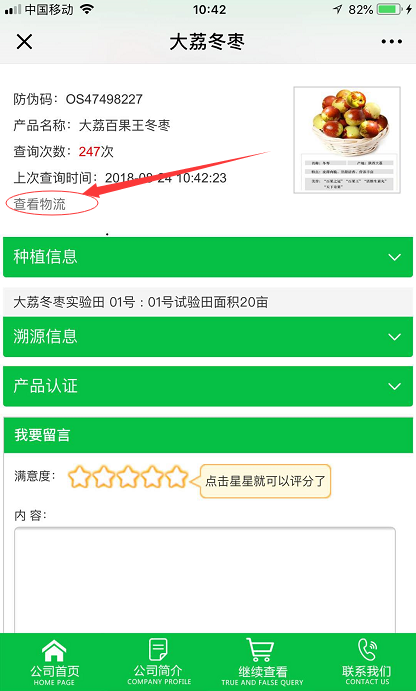 中国移动
10:42
82%
大荔冬枣
防伪码：OS47498227
产品名称：大荔百果王冬枣
查询次数：247次
上次查询时间：2018-08-24 10:42:23
查看物流
种植信息
大荔冬枣实验田 01号：01号试验田面积20亩
溯源信息
产品认证
我要留言
满意度：
点击星星就可以评分了
内 容：
公司首页
HOME PAGE
公司简介
COMPANY PROFILE
继续查看
TRUE AND FALSE QUERY
联系我们
CONTACT US